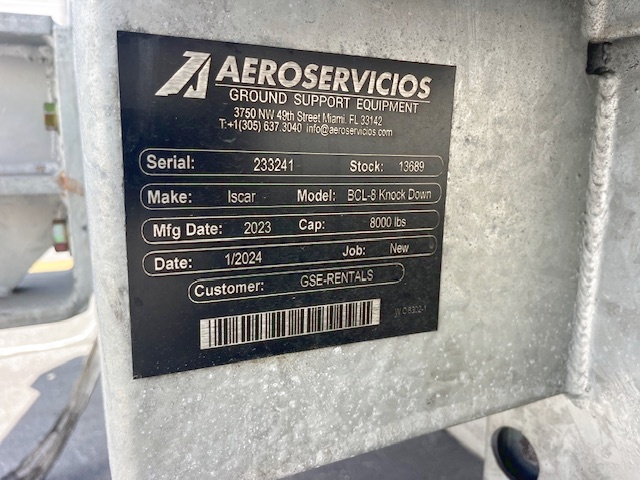 AEROSERVICIOS
GROUND SUPPORT EQUIPMENT
3750 NW 49th Street Miami, FL 33142
T:+1(305) 637.3040 info@aeroservicios.com
Serial: 233241 Stock: 13689
Make: Iscar Model: BCL-8 Knock Down
Mfg Date: 2023 Cap: 8000 lbs
Date: 1/2024 Job: New
Customer: GSE-RENTALS